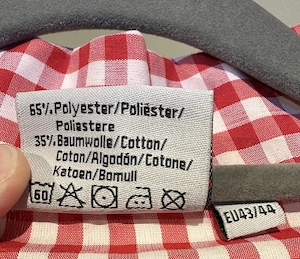 65% Polyester/Poliéster/
Poliestere
35% Baumwolle/Cotton/
Coton/Algodón/Cotone/
Katoen/Bomull
60
EU43/44